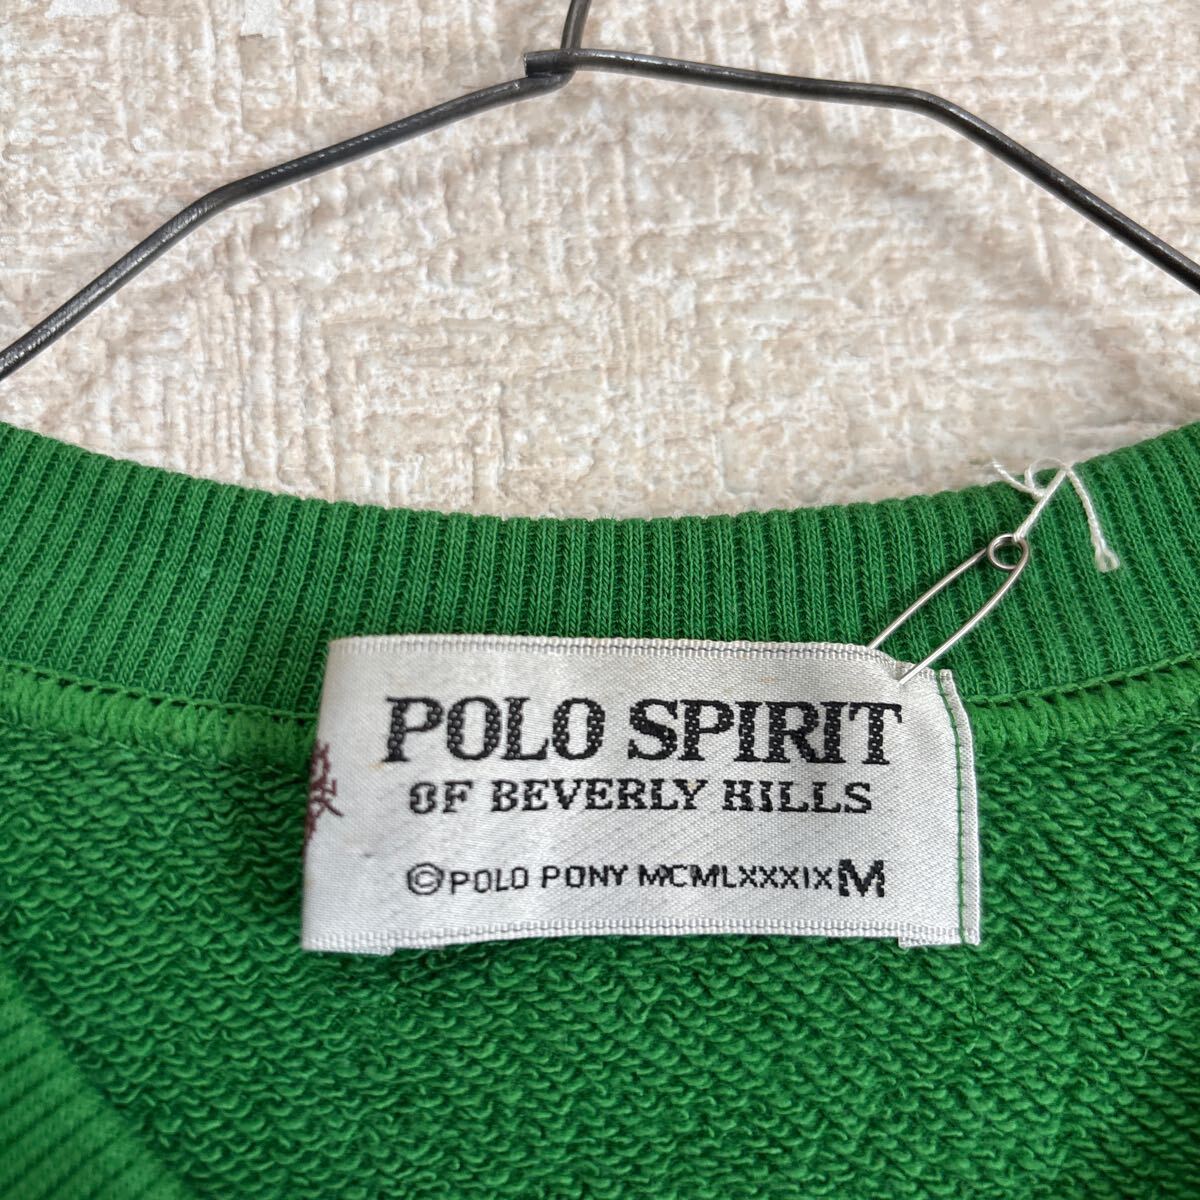 POLO SPIRIT
OF BEVERLY HILLS
©POLO PONY MCMLXXXIX M